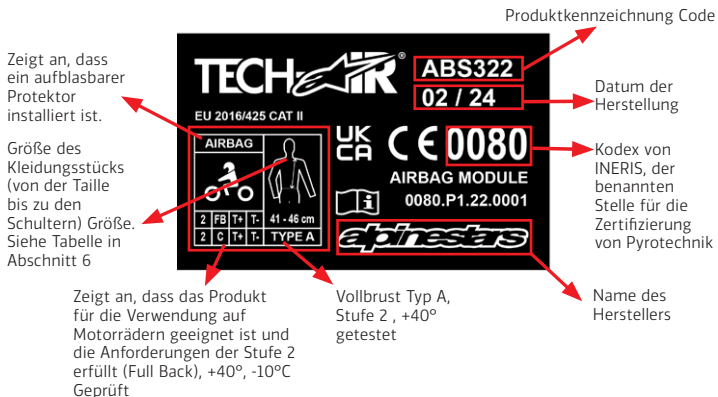 Produktkennzeichnung Code
Zeigt an, dass
ein aufblasbarer
Protektor
installiert ist.
Größe des
Kleidungsstücks
(von der Taille
bis zu den
Schultern) Größe.
Siehe Tabelle in
Abschnitt 6
TECH-AIR®
ABS322
02 / 24
EU 2016/425 CAT II
AIRBAG
2 FB T+ T- 41 - 46 cm
2 C T+ T- TYPE A
UK
CA
CE 0080
AIRBAG MODULE
0080.P1.22.0001
i
alpinestars
Datum der
Herstellung
Kodex von
INERIS, der
benannten
Stelle für die
Zertifizierung
von Pyrotechnik
Name des
Herstellers
Zeigt an, dass das Produkt
für die Verwendung auf
Motorrädern geeignet ist und
die Anforderungen der Stufe 2
erfüllt (Full Back), +40°, -10°C
Geprüft
Vollbrust Typ A,
Stufe 2 , +40°
getestet